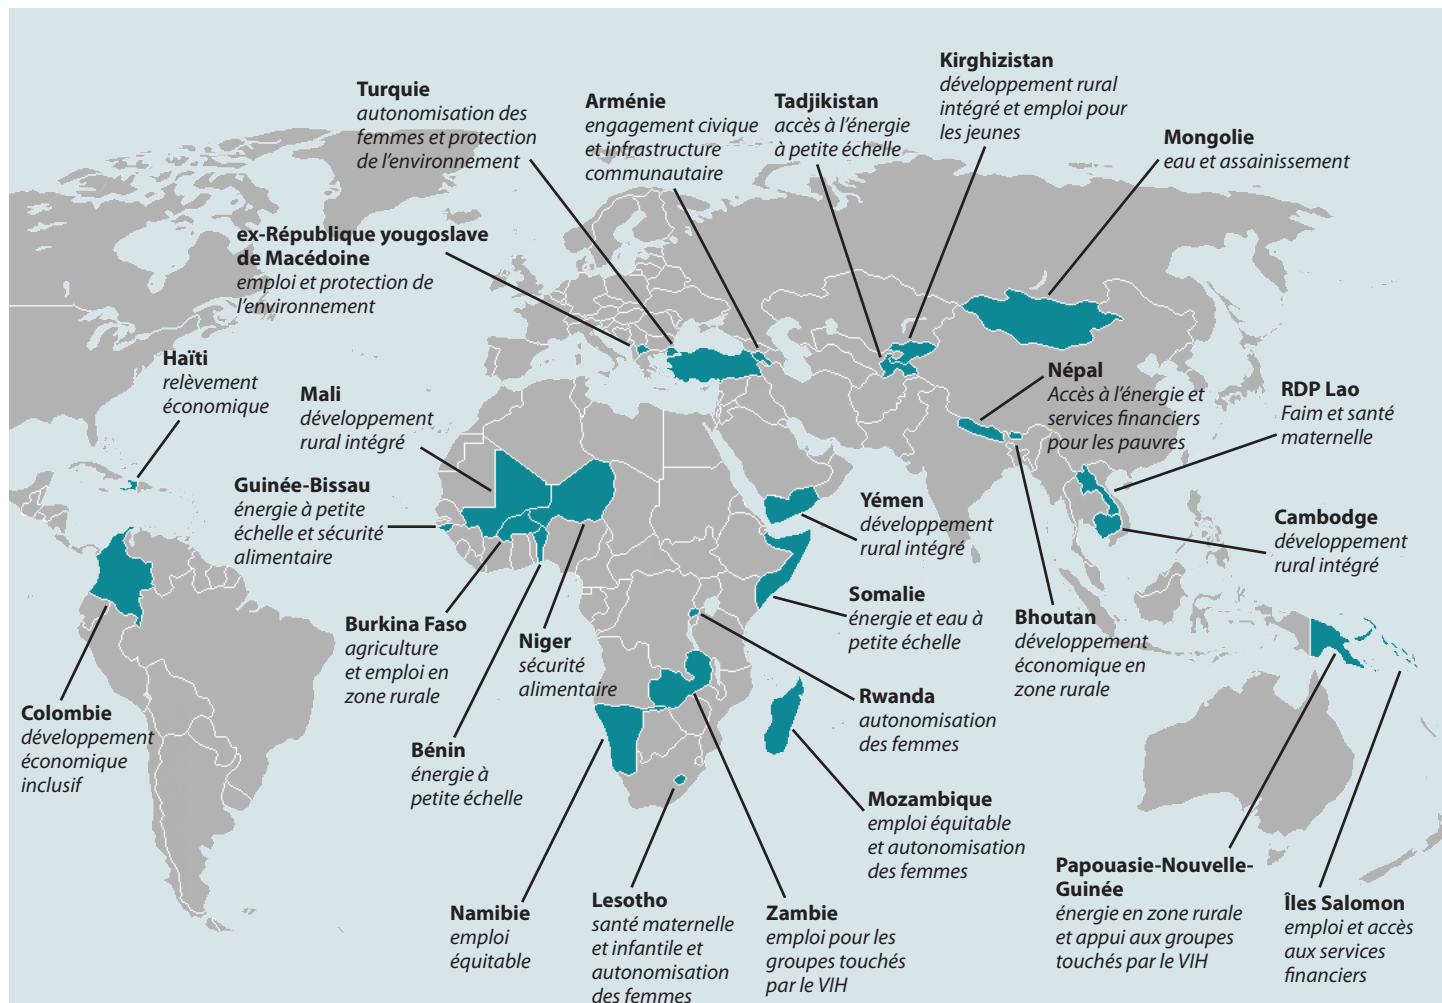 Kirghizistan
développement rural
intégré et emploi pour
les jeunes
Turquie
autonomisation des
femmes et protection
de l’environnement
Arménie
engagement civique
et infrastructure
communautaire
Tadjikistan
accès à l’énergie
à petite échelle
Mongolie
eau et assainissement
ex-République yougoslave
de Macédoine
emploi et protection de
l’environnement
Haïti
relèvement
économique
Mali
développement
rural intégré
Népal
Accès à l’énergie et
services financiers
pour les pauvres
RDP Lao
Faim et santé
maternelle
Guinée-Bissau
énergie à petite
échelle et sécurité
alimentaire
Yémen
développement
rural intégré
Cambodge
développement
rural intégré
Somalie
énergie et eau à
petite échelle
Bhoutan
développement
économique en
zone rurale
Burkina Faso
agriculture
et emploi en
zone rurale
Niger
sécurité
alimentaire
Rwanda
autonomisation
des femmes
Colombie
développement
économique
inclusif
Bénin
énergie à
petite échelle
Mozambique
emploi équitable
et autonomisation
des femmes
Papouasie-Nouvelle-
Guinée
énergie en zone rurale
et appui aux groupes
touchés par le VIH
Îles Salomon
emploi et accès
aux services
financiers
Namibie
emploi
équitable
Lesotho
santé maternelle
et infantile et
autonomisation
des femmes
Zambie
emploi pour les
groupes touchés
par le VIH